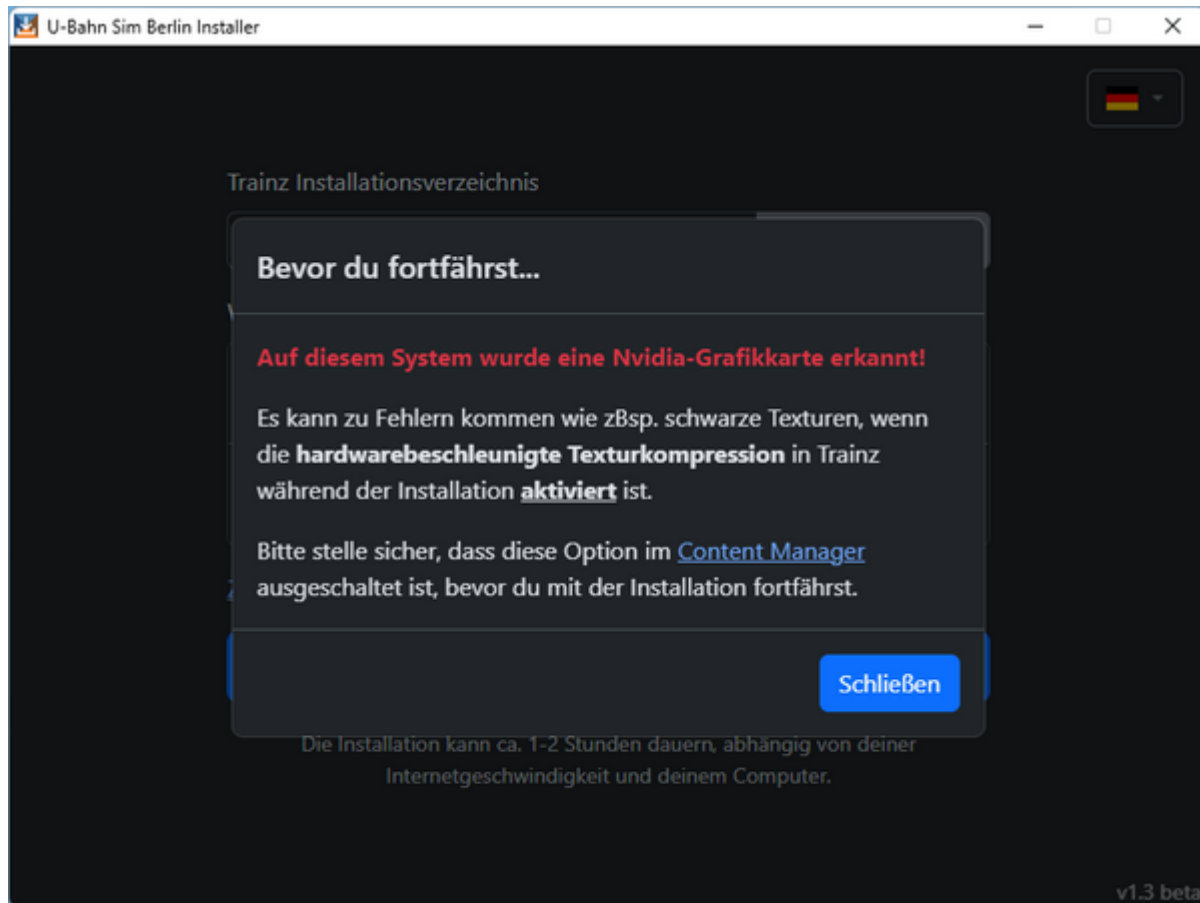 U-Bahn Sim Berlin Installer
Trainz Installationsverzeichnis
Bevor du fortfährst...
Auf diesem System wurde eine Nvidia-Grafikkarte erkannt!
Es kann zu Fehlern kommen wie zBsp. schwarze Texturen, wenn
die hardwarebeschleunigte Texturkompression in Trainz
während der Installation aktiviert ist.
Bitte stelle sicher, dass diese Option im Content Manager
ausgeschaltet ist, bevor du mit der Installation fortfährst.
Schließen
Die Installation kann ca. 1-2 Stunden dauern, abhängig von deiner
Internetgeschwindigkeit und deinem Computer.
v1.3 beta